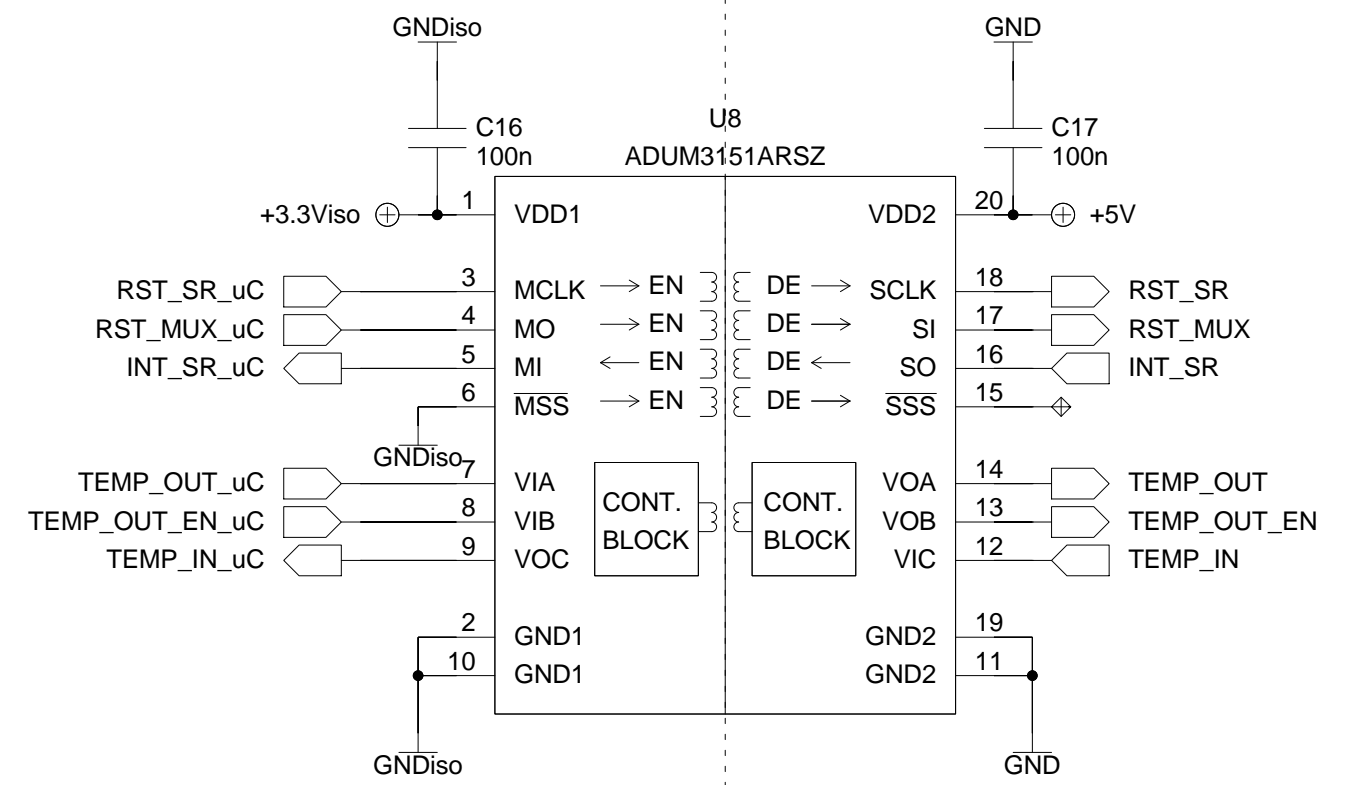 GNDiso GND
C16
100n
U8
ADUM3151ARSZ
C17
100n
+3.3Viso 1 VDD1 VDD2 20 +5V
RST_SR_uC 3 MCLK EN DE SCLK 18 RST_SR
RST_MUX_uC 4 MO EN DE SI 17 RST_MUX
INT_SR_uC 5 MI EN DE SO 16 INT_SR
6 MSS EN DE SSS 15
GNDiso
TEMP_OUT_uC 7 VIA VOA 14 TEMP_OUT
TEMP_OUT_EN_uC 8 VIB VOB 13 TEMP_OUT_EN
TEMP_IN_uC 9 VOC VIC 12 TEMP_IN
CONT. CONT.
BLOCK BLOCK
2 GND1 GND2 19
10 GND1 GND2 11
GNDiso GND